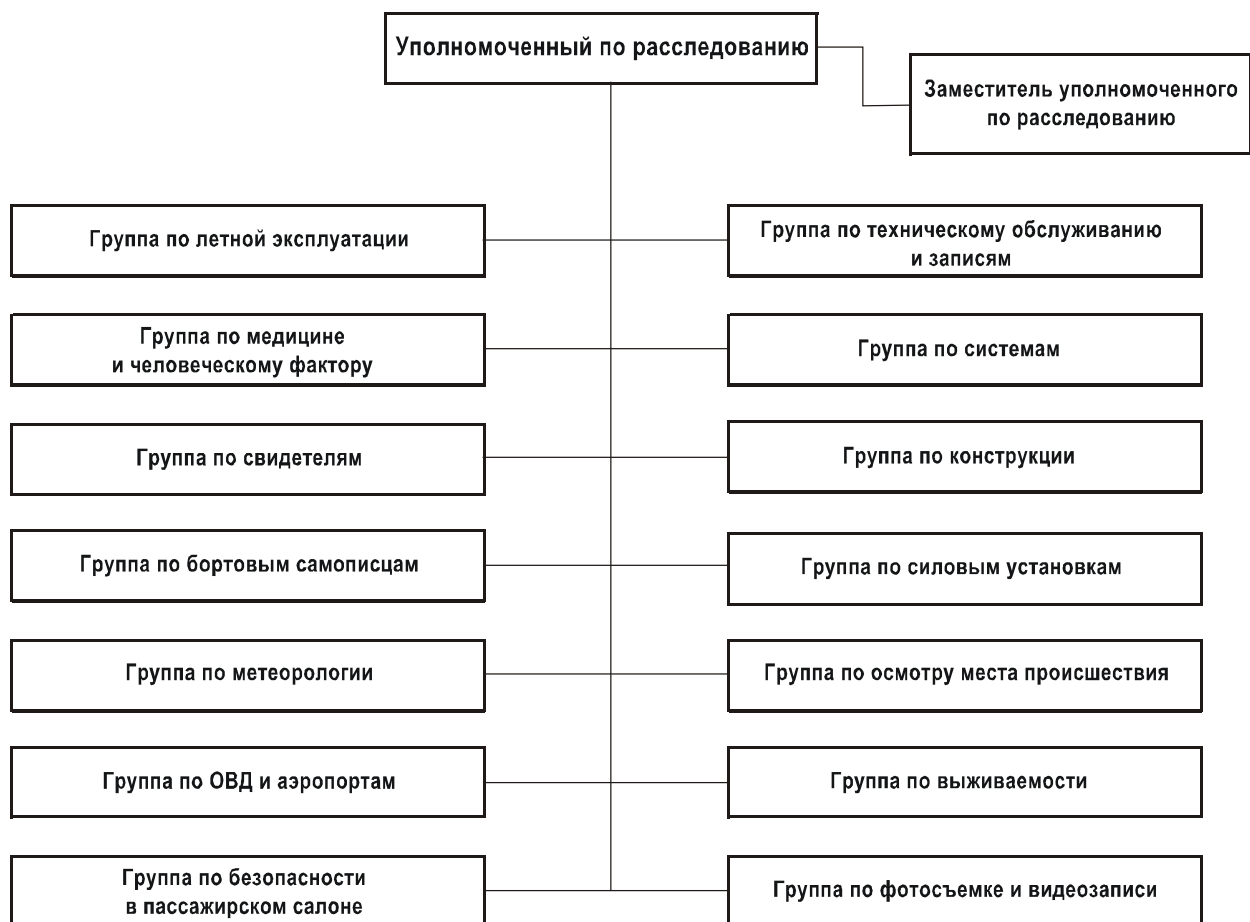 Уполномоченный по расследованию
Заместитель уполномоченного
по расследованию
Группа по летной эксплуатации
Группа по техническому обслуживанию
и записям
Группа по медицине
и человеческому фактору
Группа по системам
Группа по свидетелям
Группа по конструкции
Группа по бортовым самописцам
Группа по силовым установкам
Группа по метеорологии
Группа по осмотру места происшествия
Группа по ОВД и аэропортам
Группа по выживаемости
Группа по безопасности
в пассажирском салоне
Группа по фотосъемке и видеозаписи